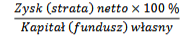 Zysk (strata) netto × 100 %
Kapitał (fundusz) własny